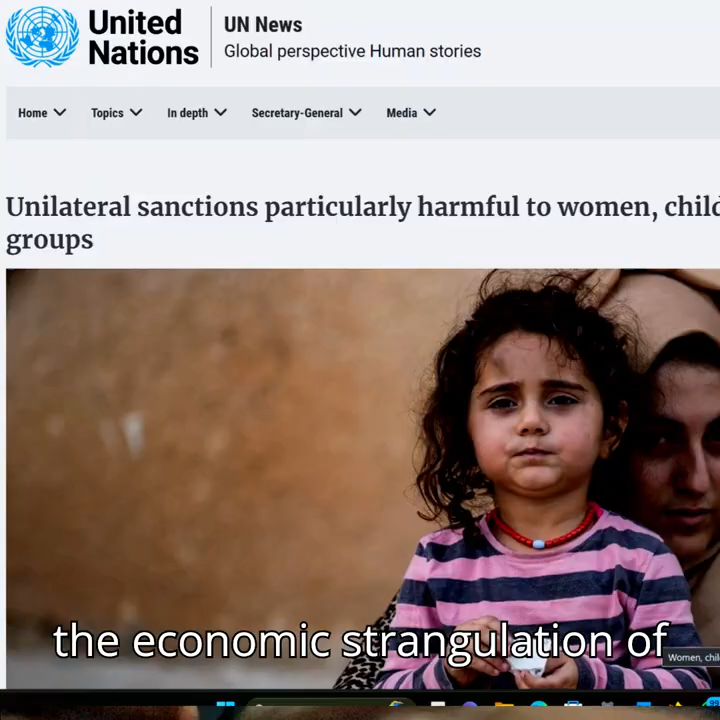 United
Nations
UN News
Global perspective Human stories
Home
Topics
In depth
Secretary-General
Media
Unilateral sanctions particularly harmful to women, child
groups
the economic strangulation of
Women, chil